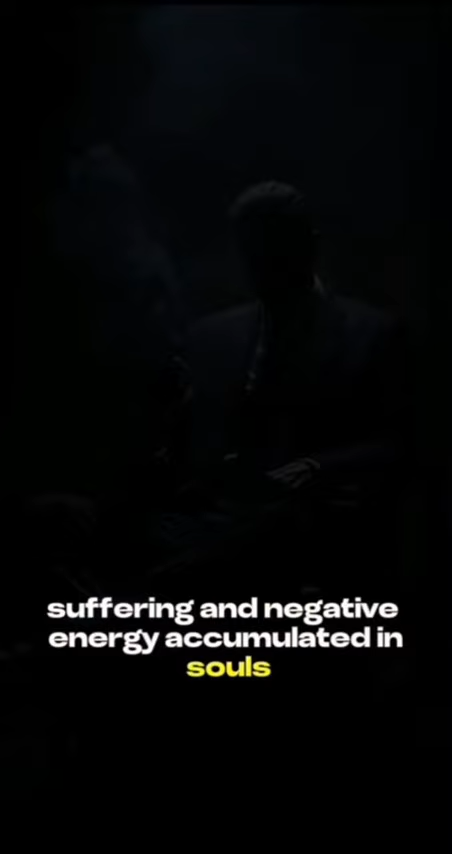 suffering and negative
energy accumulated in
souls